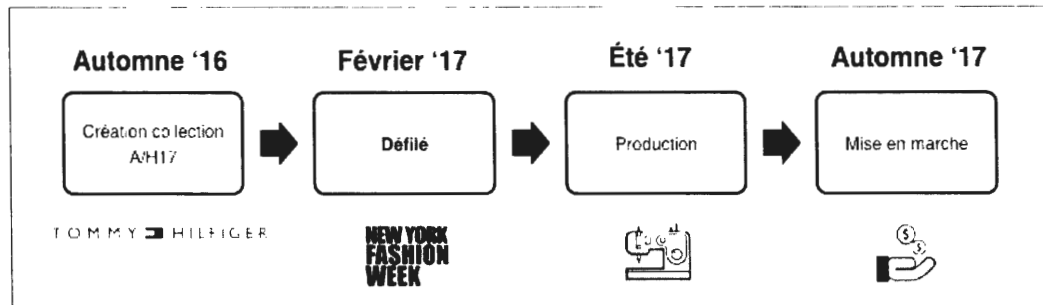 Automne '16
Février '17
Été '17
Automne '17
Création collection
A/H17
Défilé
Production
Mise en marche
TOMMY HILFIGER
NEW YORK
FASHION
WEEK
$
$